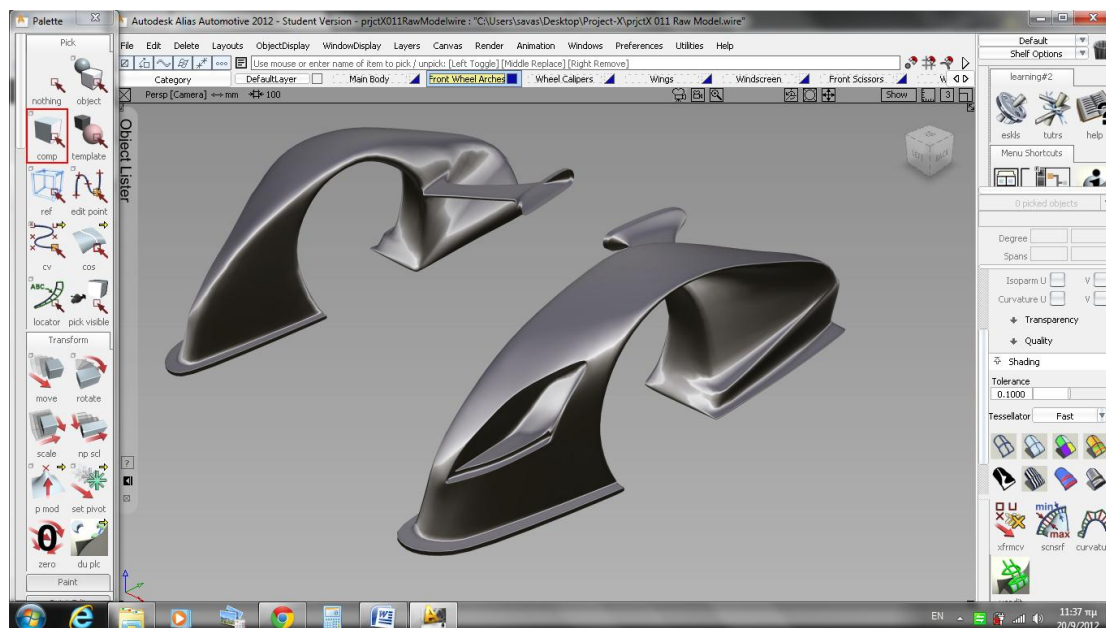 Palette
Autodesk Alias Automotive 2012 - Student Version - prjctX011RawModelwire : "C:\Users\savas\Desktop\Project-X\prjctX 011 Raw Model.wire"
Default
Shelf Options
Pick
File Edit Delete Layouts ObjectDisplay WindowDisplay Layers Canvas Render Animation Windows Preferences Utilities Help
Use mouse or enter name of item to pick / unpick: [Left Toggle] [Middle Replace] [Right Remove]
Category DefaultLayer Main Body Front Wheel Arches Wheel Calipers Wings Windscreen Front Scissors
Persp [Camera] mm 100 Show 3
Object Lister
nothing object
comp template
ref edit point
cv cos
ABC
locator pick visible
Transform
move rotate
scale np scl
p mod set pivot
0
zero du plc
Paint
LEFT BACK
learning#2
eskls tutrs help
Menu Shortcuts
0 picked objects
Degree
Spans
Isoparm U V
Curvature U V
Transparency
Quality
Shading
Tolerance
0.1000
Tessellator Fast
min
max
xfrmcv scnsrf curvatu
?
EN
11:37 πμ
20/9/2012